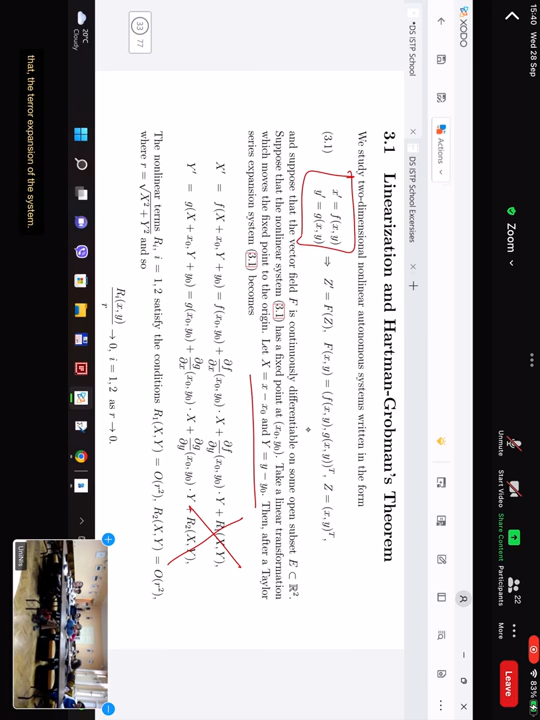 15:40 Wed 28 Sep
Zoom
83%
Unmute
Start Video
Share Content
22
Participants
More
Leave
XODO
Actions
*DS ISTP School
DS ISTP School Excersises
3.1 Linearization and Hartman-Grobman's Theorem
We study two-dimensional nonlinear autonomous systems written in the form
(3.1) x′ = f(x, y) y′ = g(x, y) ⇒ Z′ = F(Z), F(x, y) = (f(x, y), g(x, y))ᵀ, Z = (x, y)ᵀ,
and suppose that the vector field F is continuously differentiable on some open subset E ⊂ ℝ².
Suppose that the nonlinear system (3.1) has a fixed point at (x₀, y₀). Take a linear transformation
which moves the fixed point to the origin. Let X = x − x₀ and Y = y − y₀. Then, after a Taylor
series expansion system (3.1) becomes
X′ = f(X + x₀, Y + y₀) = f(x₀, y₀) + ∂f/∂x (x₀, y₀) · X + ∂f/∂y (x₀, y₀) · Y + R₁(X, Y),
Y′ = g(X + x₀, Y + y₀) = g(x₀, y₀) + ∂g/∂x (x₀, y₀) · X + ∂g/∂y (x₀, y₀) · Y + R₂(X, Y),
The nonlinear terms Rᵢ, i = 1, 2 satisfy the conditions R₁(X, Y) = O(r²), R₂(X, Y) = O(r²),
where r = √X² + Y² and so
Rᵢ(x, y)/r → 0, i = 1, 2 as r → 0.
33 77
20°C
Cloudy
UniNis
that, the terror expansion of the system.